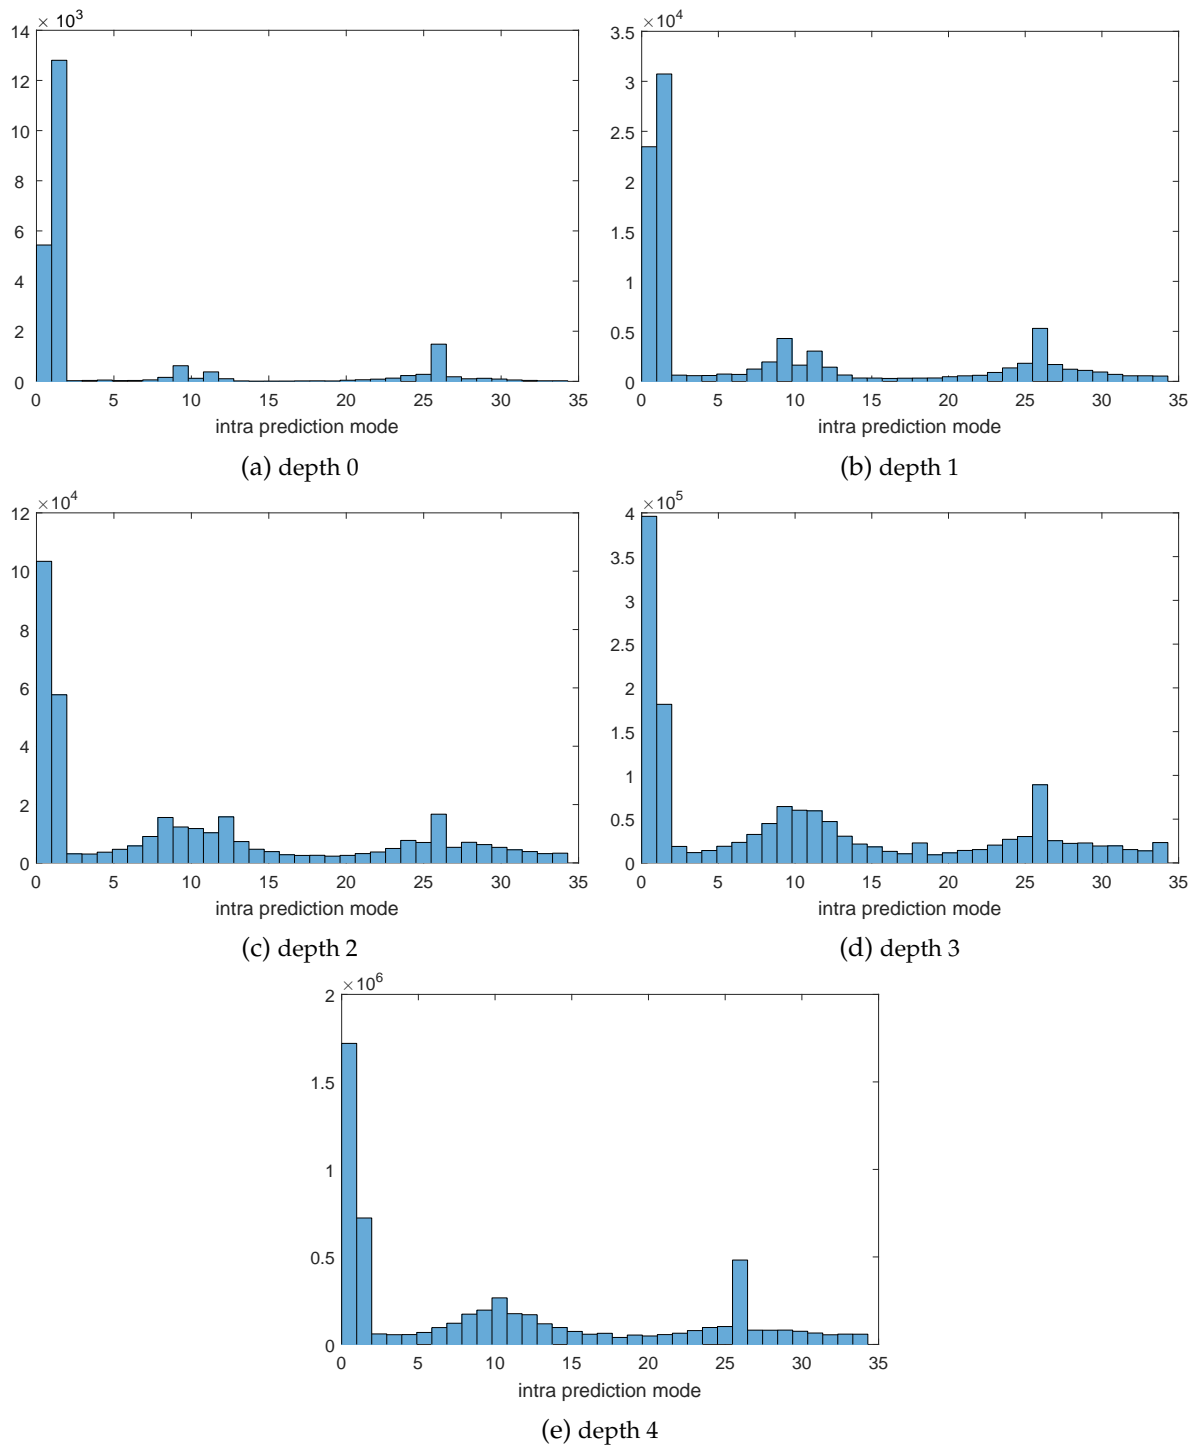 × 10³
14
12
10
8
6
4
2
0
0 5 10 15 20 25 30 35
intra prediction mode
(a) depth 0
×10⁴
3.5
3
2.5
2
1.5
1
0.5
0
0 5 10 15 20 25 30 35
intra prediction mode
(b) depth 1
×10⁴
12
10
8
6
4
2
0
0 5 10 15 20 25 30 35
intra prediction mode
(c) depth 2
×10⁵
4
3.5
3
2.5
2
1.5
1
0.5
0
0 5 10 15 20 25 30 35
intra prediction mode
(d) depth 3
×10⁶
2
1.5
1
0.5
0
0 5 10 15 20 25 30 35
intra prediction mode
(e) depth 4